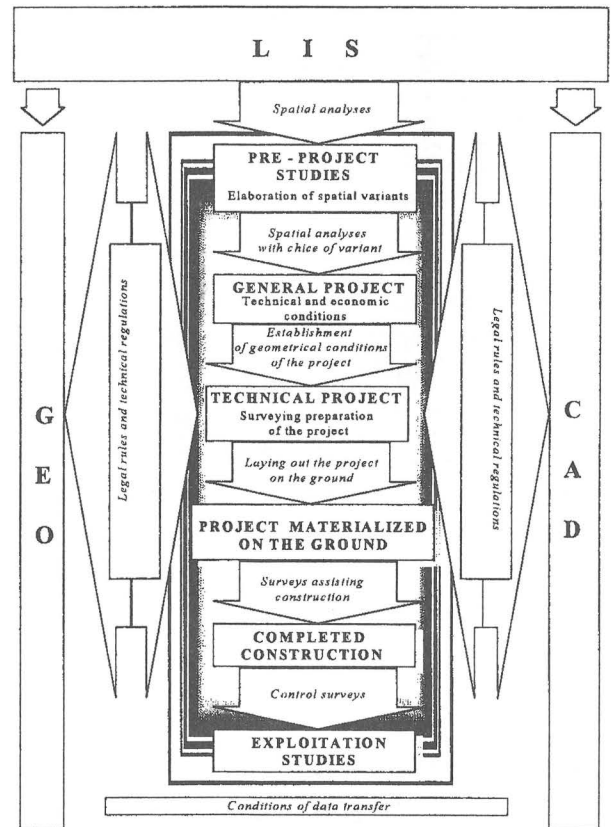 L I S
Spatial analyses
PRE - PROJECT
STUDIES
Elaboration of spatial variants
Spatial analyses
with chice of variant
GENERAL PROJECT
Technical and economic
conditions
Establishment
of geometrical conditions
of the project
TECHNICAL PROJECT
Surveying preparation
of the project
Laying out the project
on the ground
PROJECT MATERIALIZED
ON THE GROUND
Surveys assisting
construction
COMPLETED
CONSTRUCTION
Control surveys
EXPLOITATION
STUDIES
G
E
O
Legal rules and technical regulations
Legal rules and technical regulations
C
A
D
Conditions of data transfer